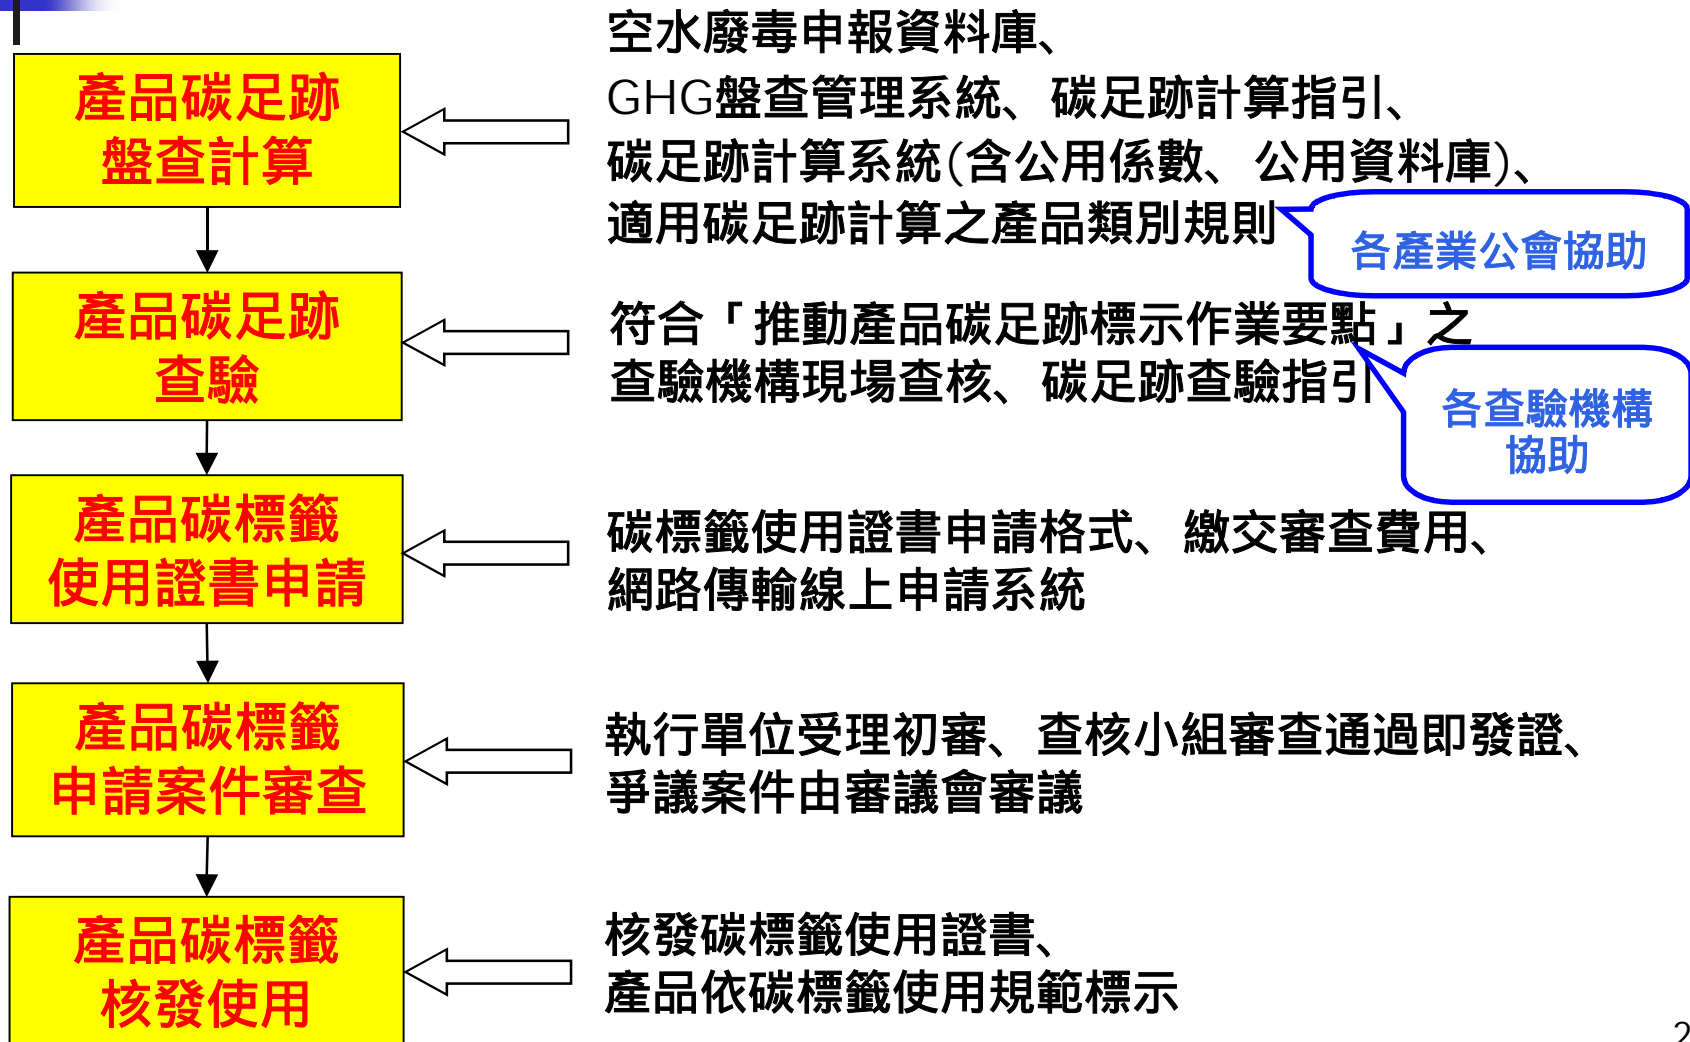 產品碳足跡
盤查計算
空水廢毒申報資料庫、
GHG盤查管理系統、碳足跡計算指引、
碳足跡計算系統(含公用係數、公用資料庫)、
適用碳足跡計算之產品類別規則
各產業公會協助
產品碳足跡
查驗
符合「推動產品碳足跡標示作業要點」之
查驗機構現場查核、碳足跡查驗指引
各查驗機構
協助
產品碳標籤
使用證書申請
碳標籤使用證書申請格式、繳交審查費用、
網路傳輸線上申請系統
產品碳標籤
申請案件審查
執行單位受理初審、查核小組審查通過即發證、
爭議案件由審議會審議
產品碳標籤
核發使用
核發碳標籤使用證書、
產品依碳標籤使用規範標示
2